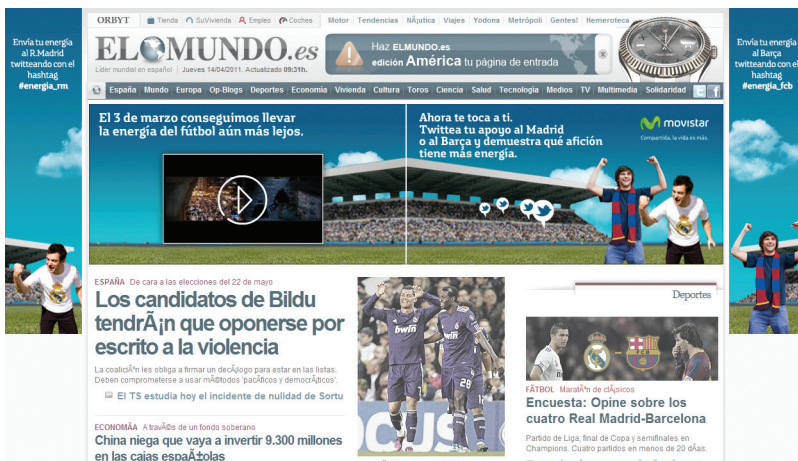 ORBYT
Tienda
SuVivienda
Empleo
Coches
Motor
Tendencias
NÃ¡utica
Viajes
Yodona
Metrópoli
Gentes!
Hemeroteca
ELMUNDO.es
Líder mundial en español
Jueves 14/04/2011. Actualizado 09:31h.
Haz ELMUNDO.es
edición América tu página de entrada
España
Mundo
Europa
Op-Blogs
Deportes
Economía
Vivienda
Cultura
Toros
Ciencia
Salud
Tecnología
Medios
TV
Multimedia
Solidaridad
Envía tu energía
al R.Madrid
twitteando con el
hashtag
#energia_rm
El 3 de marzo conseguimos llevar
la energía del fútbol aún más lejos.
Ahora te toca a ti.
Twittea tu apoyo al Madrid
o al Barça y demuestra qué afición
tiene más energía.
movistar
Compartida, la vida es más.
Envía tu energía
al Barça
twitteando con el
hashtag
#energia_fcb
ESPAÑA De cara a las elecciones del 22 de mayo
Los candidatos de Bildu
tendrÃ¡n que oponerse por
escrito a la violencia
La coaliciÃ³n les obliga a firmar un decÃ¡logo para estar en las listas.
Deben comprometerse a usar mÃ©todos 'pacÃ­ficos y democrÃ¡ticos'.
El TS estudia hoy el incidente de nulidad de Sortu
ECONOMÃA A travÃ©s de un fondo soberano
China niega que vaya a invertir 9.300 millones
en las cajas espaÃ±olas
bwin
bwin
28
Deportes
FÃTBOL MaratÃ³n de clÃ¡sicos
Encuesta: Opine sobre los
cuatro Real Madrid-Barcelona
Partido de Liga, final de Copa y semifinales en
Champions. Cuatro partidos en menos de 20 dÃ­as.